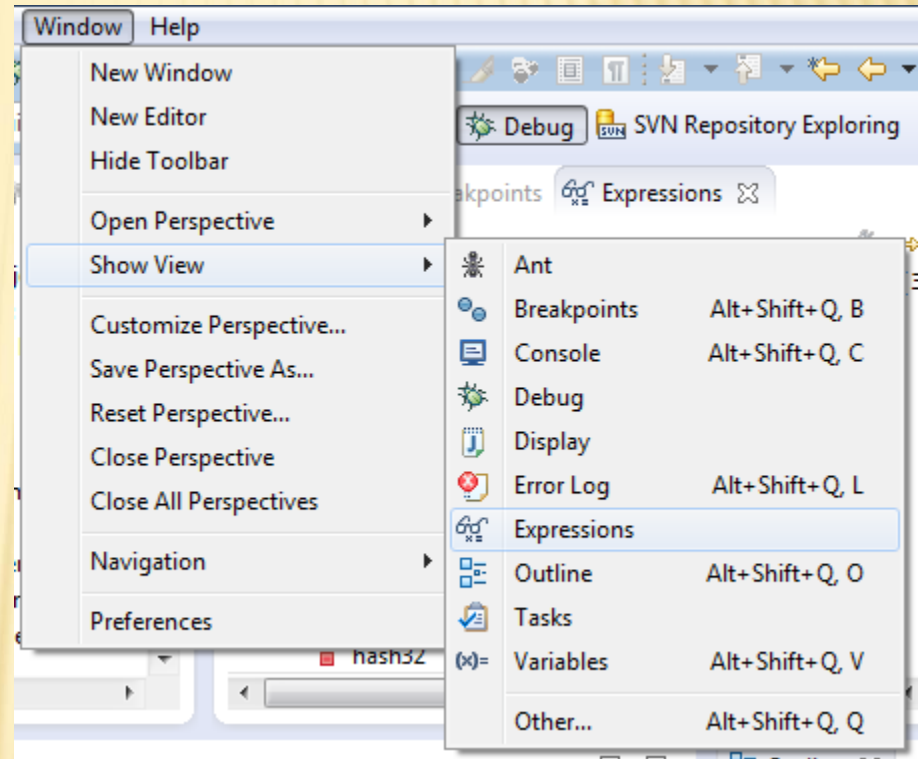 Window Help
New Window
New Editor
Hide Toolbar
Open Perspective
Show View
Customize Perspective...
Save Perspective As...
Reset Perspective...
Close Perspective
Close All Perspectives
Navigation
Preferences
Debug SVN Repository Exploring
Expressions
Ant
Breakpoints Alt+Shift+Q, B
Console Alt+Shift+Q, C
Debug
Display
Error Log Alt+Shift+Q, L
Expressions
Outline Alt+Shift+Q, O
Tasks
Variables Alt+Shift+Q, V
Other... Alt+Shift+Q, Q
hash32